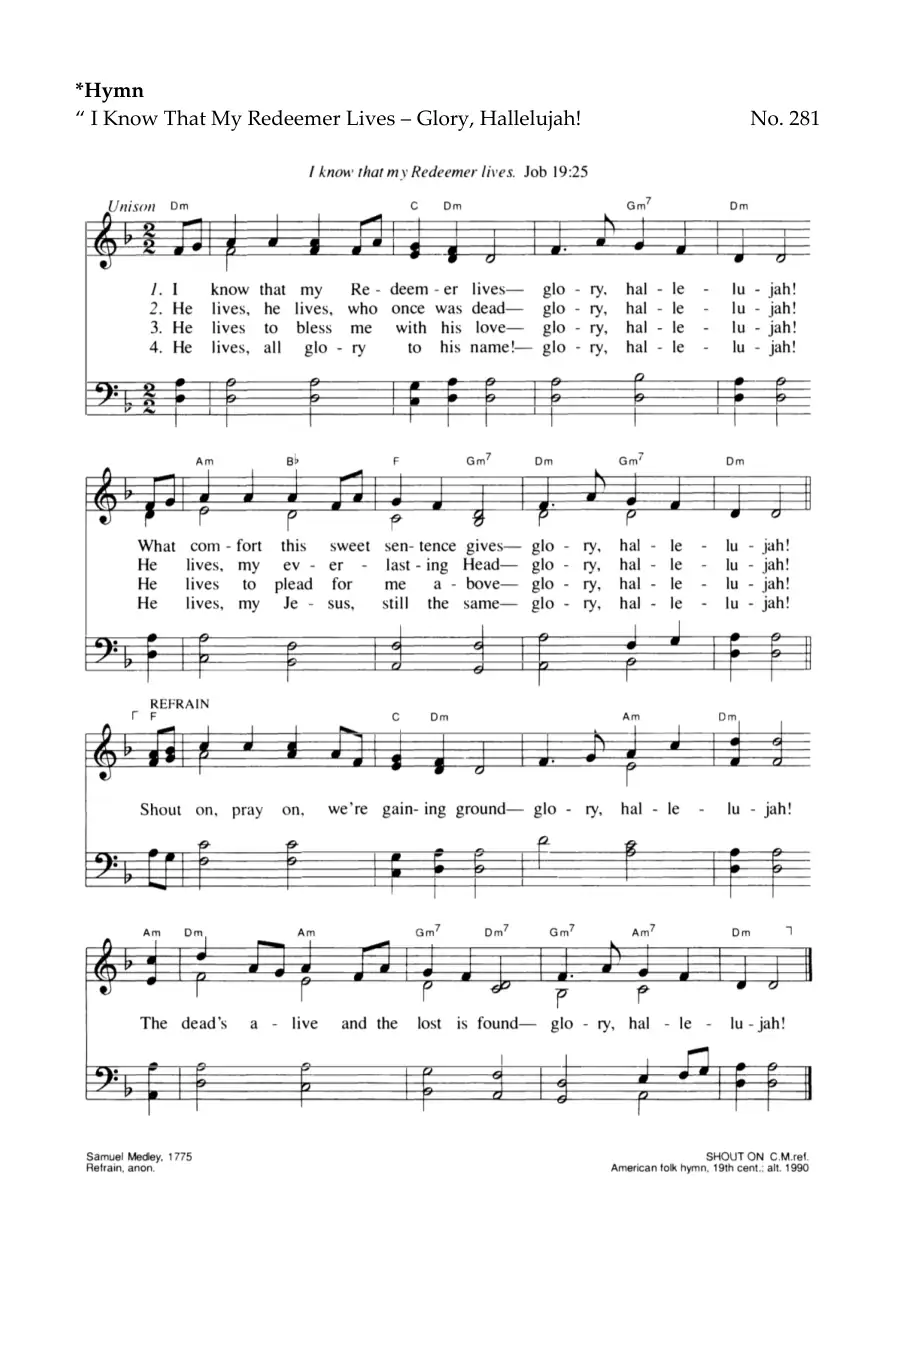 *Hymn
“ I Know That My Redeemer Lives – Glory, Hallelujah! No. 281
I know that my Redeemer lives. Job 19:25
Unison Dm C Dm Gm7 Dm
1. I know that my Re - deem - er lives— glo - ry, hal - le - lu - jah!
2. He lives, he lives, who once was dead— glo - ry, hal - le - lu - jah!
3. He lives to bless me with his love— glo - ry, hal - le - lu - jah!
4. He lives, all glo - ry to his name!— glo - ry, hal - le - lu - jah!
Am B♭ F Gm7 Dm Gm7 Dm
What com - fort this sweet sen- tence gives— glo - ry, hal - le - lu - jah!
He lives, my ev - er - last - ing Head— glo - ry, hal - le - lu - jah!
He lives to plead for me a - bove— glo - ry, hal - le - lu - jah!
He lives, my Je - sus, still the same— glo - ry, hal - le - lu - jah!
REFRAIN
F C Dm Am Dm
Shout on, pray on, we're gain- ing ground— glo - ry, hal - le - lu - jah!
Am Dm Am Gm7 Dm7 Gm7 Am7 Dm
The dead's a - live and the lost is found— glo - ry, hal - le - lu - jah!
Samuel Medley, 1775 SHOUT ON C.M.ref.
Refrain, anon. American folk hymn, 19th cent.; alt. 1990